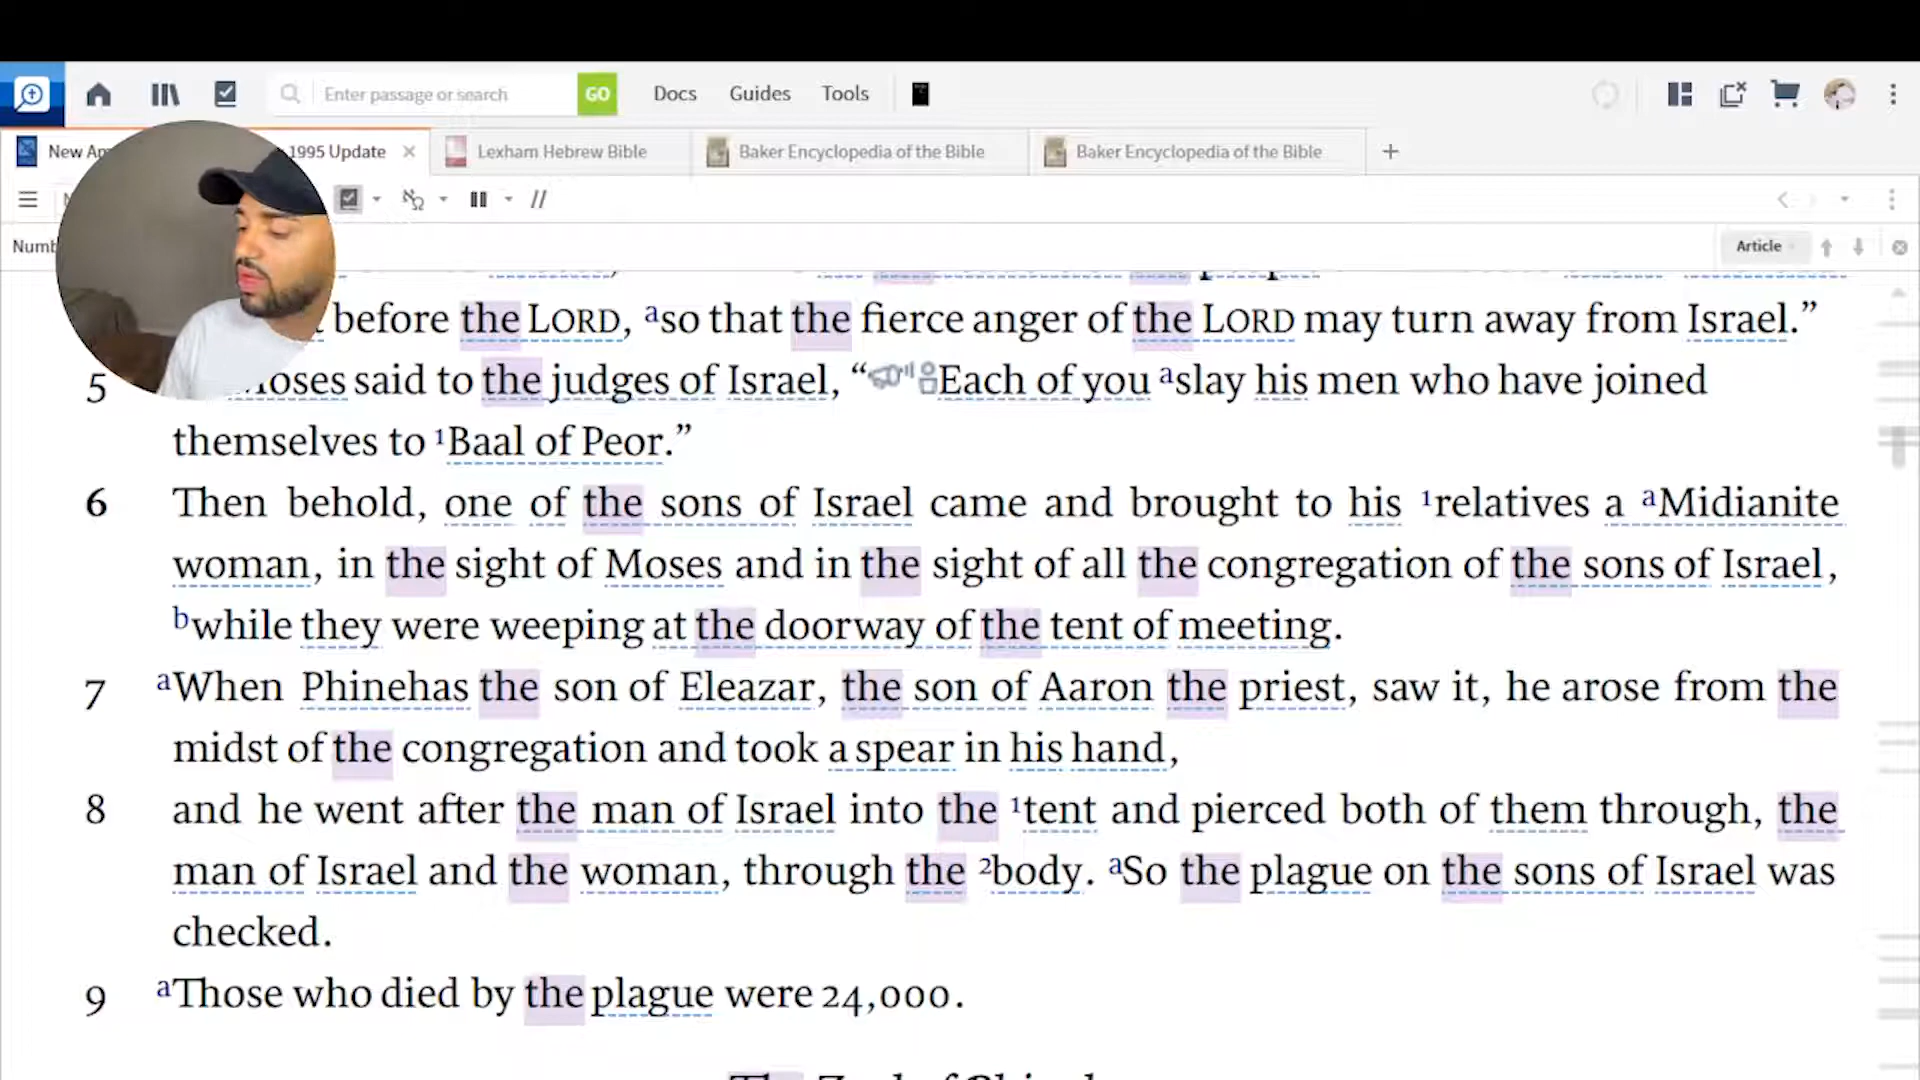 Enter passage or search GO Docs Guides Tools
New Am 1995 Update Lexham Hebrew Bible Baker Encyclopedia of the Bible Baker Encyclopedia of the Bible
Numb Article
before the LORD, aso that the fierce anger of the LORD may turn away from Israel.”
5 Moses said to the judges of Israel, “Each of you aslay his men who have joined
themselves to 1Baal of Peor.”
6 Then behold, one of the sons of Israel came and brought to his 1relatives a aMidianite
woman, in the sight of Moses and in the sight of all the congregation of the sons of Israel,
bwhile they were weeping at the doorway of the tent of meeting.
7 aWhen Phinehas the son of Eleazar, the son of Aaron the priest, saw it, he arose from the
midst of the congregation and took a spear in his hand,
8 and he went after the man of Israel into the 1tent and pierced both of them through, the
man of Israel and the woman, through the 2body. aSo the plague on the sons of Israel was
checked.
9 aThose who died by the plague were 24,000.